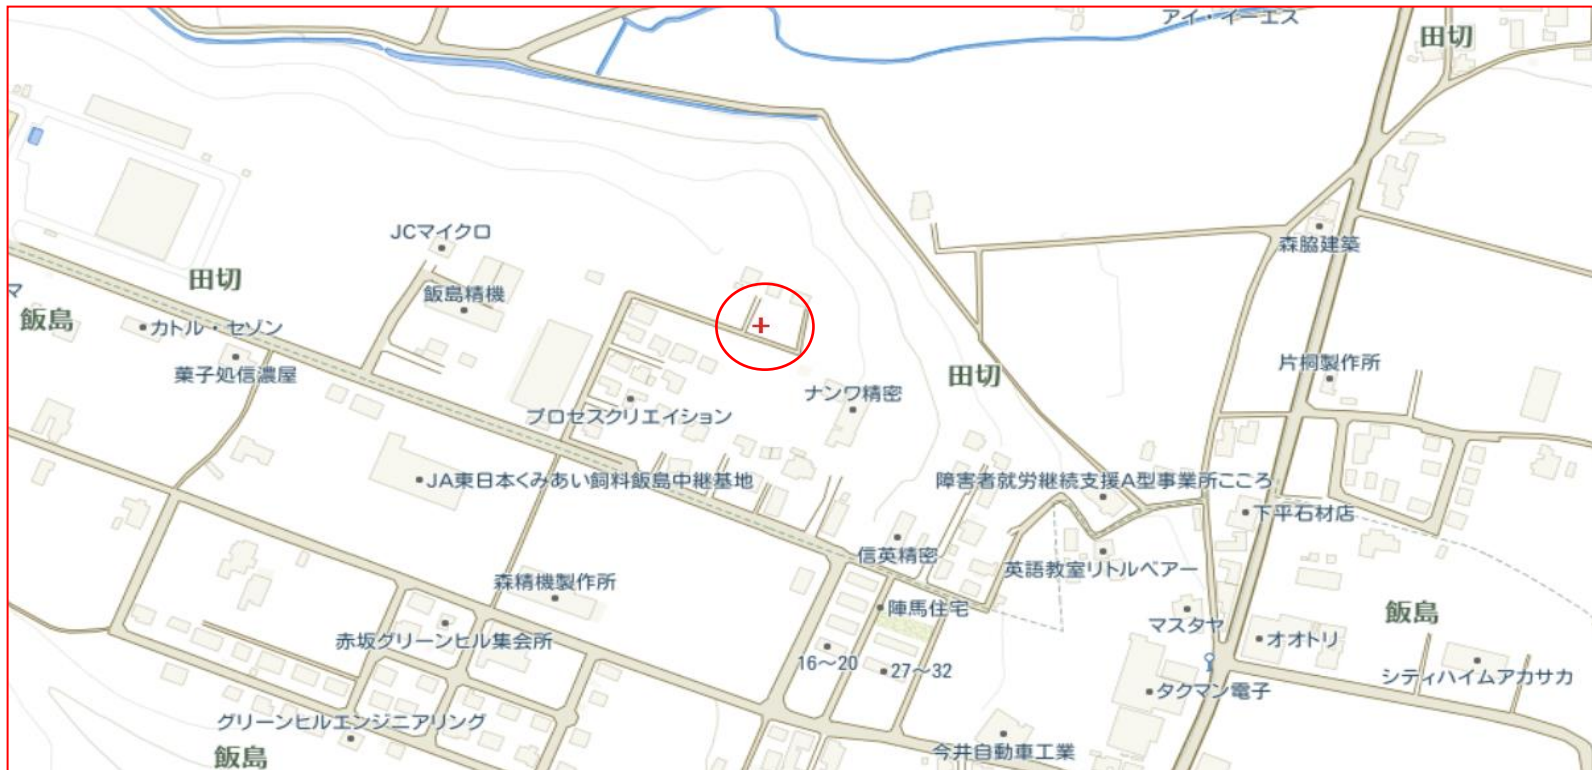 アイ・イーエス
田切
JCマイクロ
森脇建築
田切
飯島精機
マ
飯島
カトル・セゾン
菓子処信濃屋
片桐製作所
田切
ナンワ精密
プロセスクリエイション
JA東日本くみあい飼料飯島中継基地
障害者就労継続支援A型事業所こころ
下平石材店
信英精密
英語教室リトルベアー
森精機製作所
陣馬住宅
飯島
マスタヤ
赤坂グリーンヒル集会所
オオトリ
16~20
27~32
シティハイムアカサカ
タクマン電子
グリーンヒルエンジニアリング
今井自動車工業
飯島